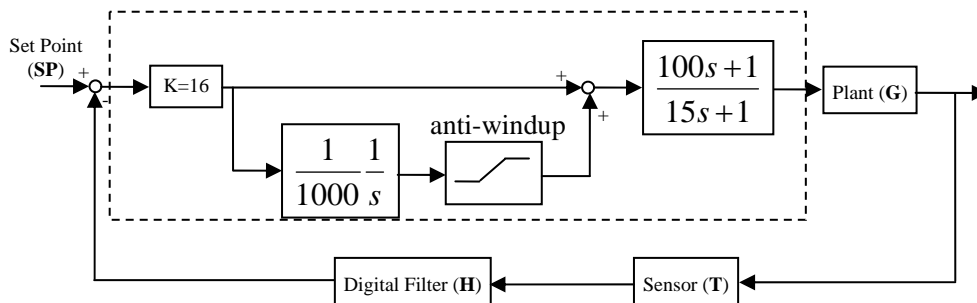 Set Point
(SP)
+
-
K=16
+
+
100s+1
15s+1
Plant (G)
anti-windup
1 1
1000 s
Digital Filter (H)
Sensor (T)